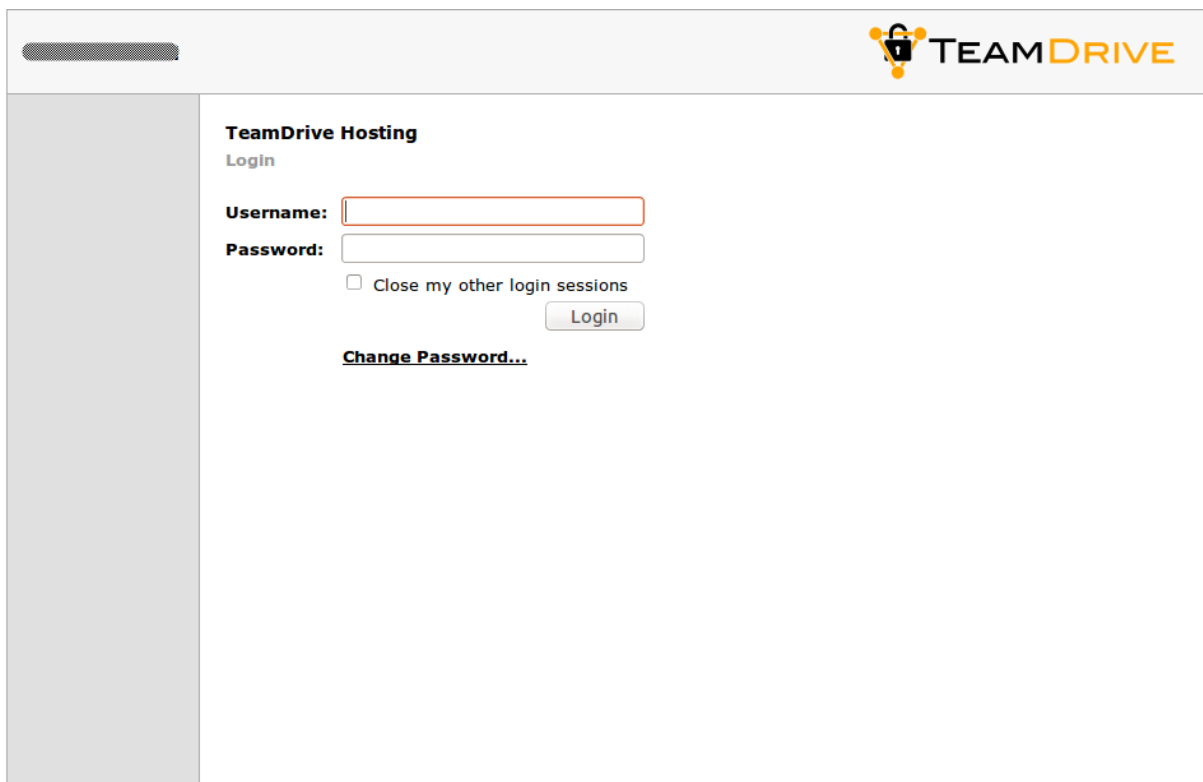 TEAMDRIVE
TeamDrive Hosting
Login
Username:
Password:
Close my other login sessions
Login
Change Password...